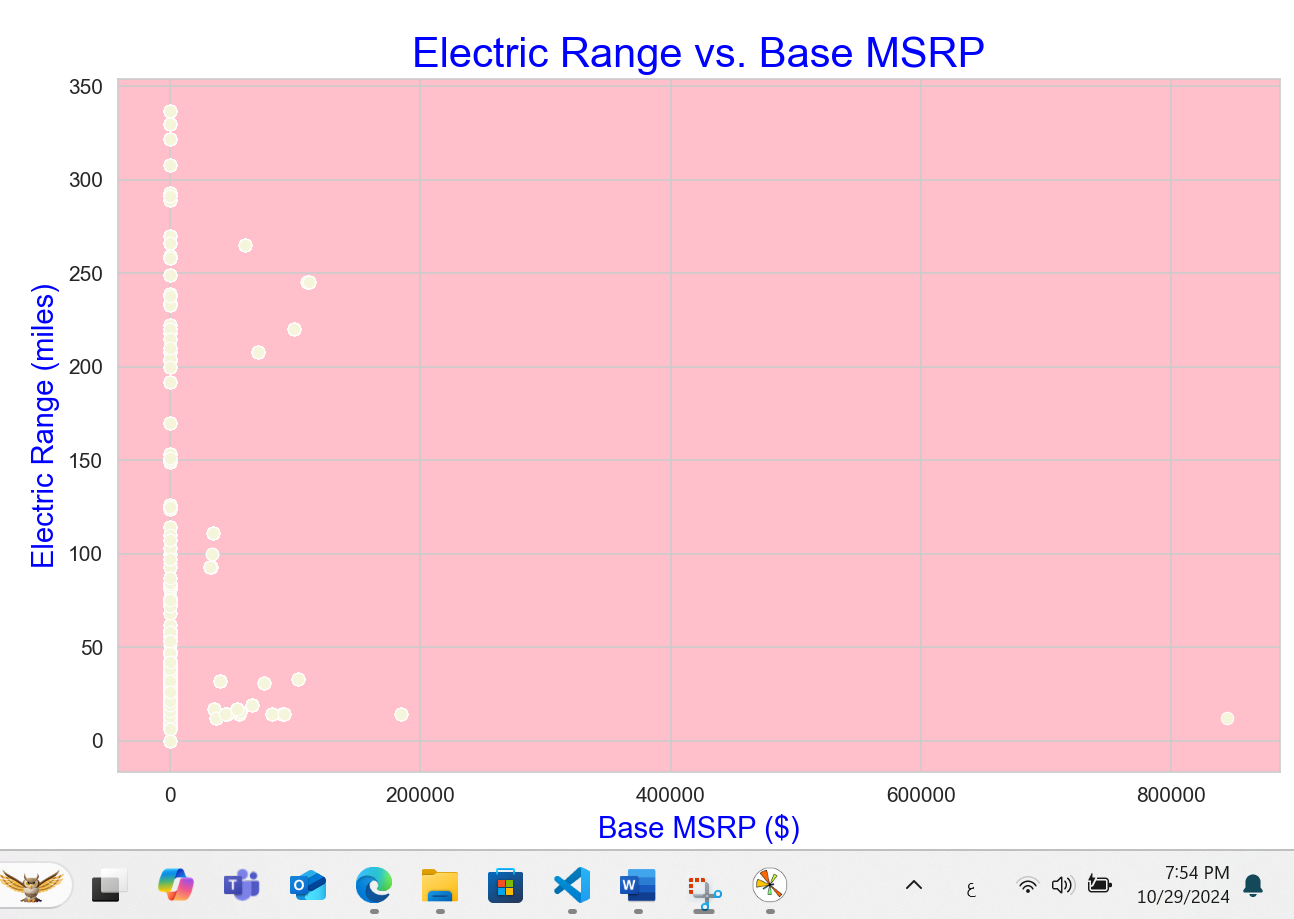 Electric Range vs. Base MSRP
350
300
250
200
150
100
50
0
Electric Range (miles)
0 200000 400000 600000 800000
Base MSRP ($)
ع
7:54 PM
10/29/2024